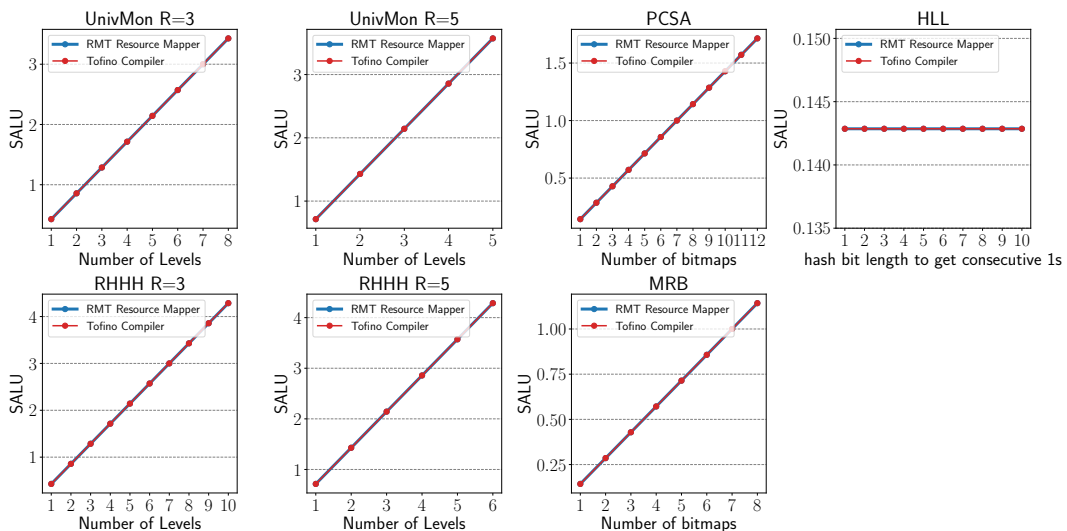 UnivMon R=3
RMT Resource Mapper
Tofino Compiler
3
2
1
SALU
1 2 3 4 5 6 7 8
Number of Levels
UnivMon R=5
RMT Resource Mapper
Tofino Compiler
3
2
1
SALU
1 2 3 4 5
Number of Levels
PCSA
RMT Resource Mapper
Tofino Compiler
1.5
1.0
0.5
SALU
1 2 3 4 5 6 7 8 9 10 11 12
Number of bitmaps
HLL
RMT Resource Mapper
Tofino Compiler
0.150
0.145
0.140
0.135
SALU
1 2 3 4 5 6 7 8 9 10
hash bit length to get consecutive 1s
RHHH R=3
RMT Resource Mapper
Tofino Compiler
4
3
2
1
SALU
1 2 3 4 5 6 7 8 9 10
Number of Levels
RHHH R=5
RMT Resource Mapper
Tofino Compiler
4
3
2
1
SALU
1 2 3 4 5 6
Number of Levels
MRB
RMT Resource Mapper
Tofino Compiler
1.00
0.75
0.50
0.25
SALU
1 2 3 4 5 6 7 8
Number of bitmaps